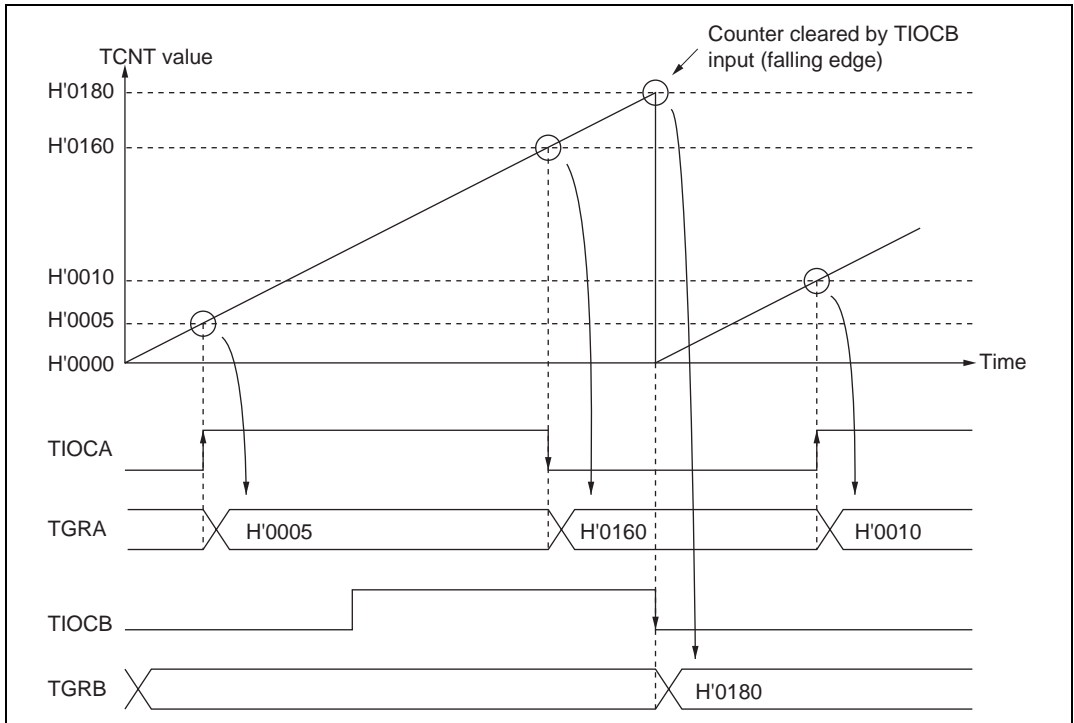 Counter cleared by TIOCB
input (falling edge)
TCNT value
H'0180
H'0160
H'0010
H'0005
H'0000
Time
TIOCA
TGRA
H'0005
H'0160
H'0010
TIOCB
TGRB
H'0180